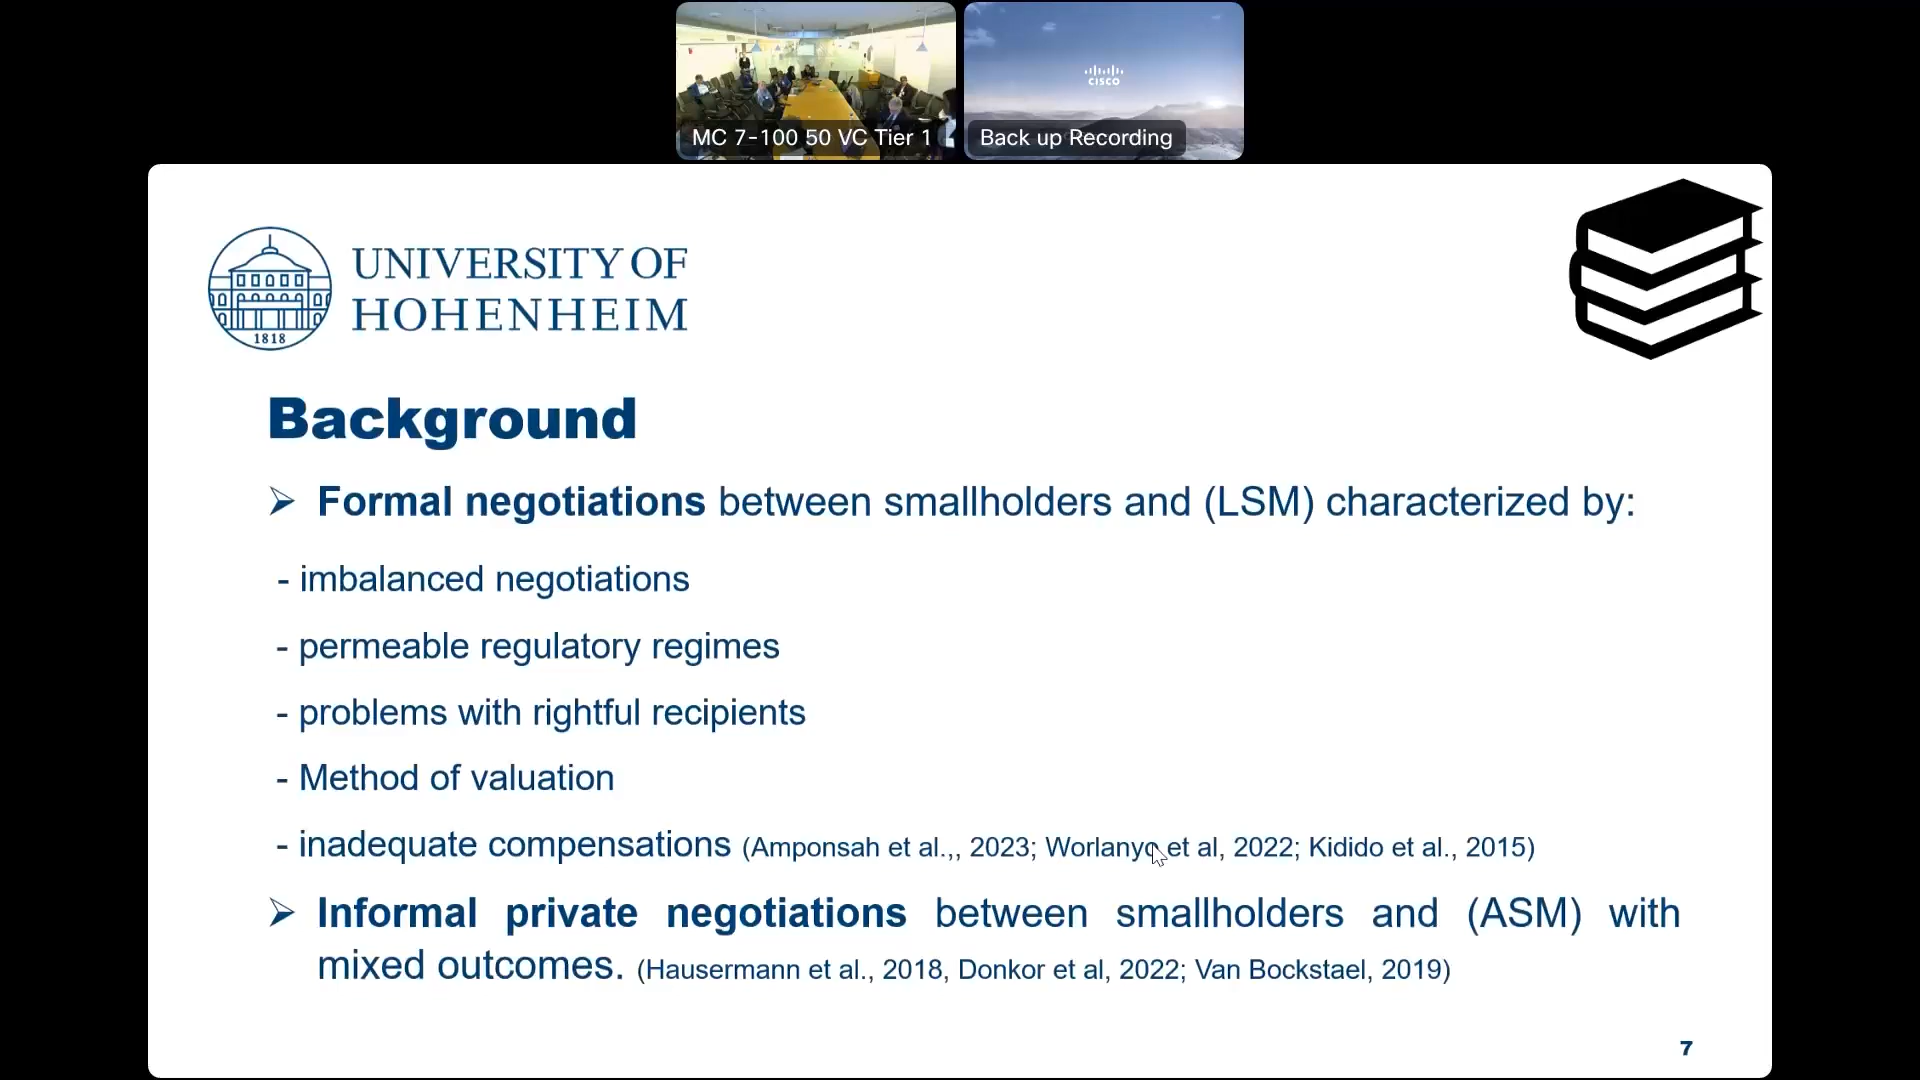 MC 7-100 50 VC Tier 1
CISCO
Back up Recording
UNIVERSITY OF
HOHENHEIM
1818
Background
➢ Formal negotiations between smallholders and (LSM) characterized by:
- imbalanced negotiations
- permeable regulatory regimes
- problems with rightful recipients
- Method of valuation
- inadequate compensations (Amponsah et al.,, 2023; Worlanyo et al, 2022; Kidido et al., 2015)
➢ Informal private negotiations between smallholders and (ASM) with
mixed outcomes. (Hausermann et al., 2018, Donkor et al, 2022; Van Bockstael, 2019)
7